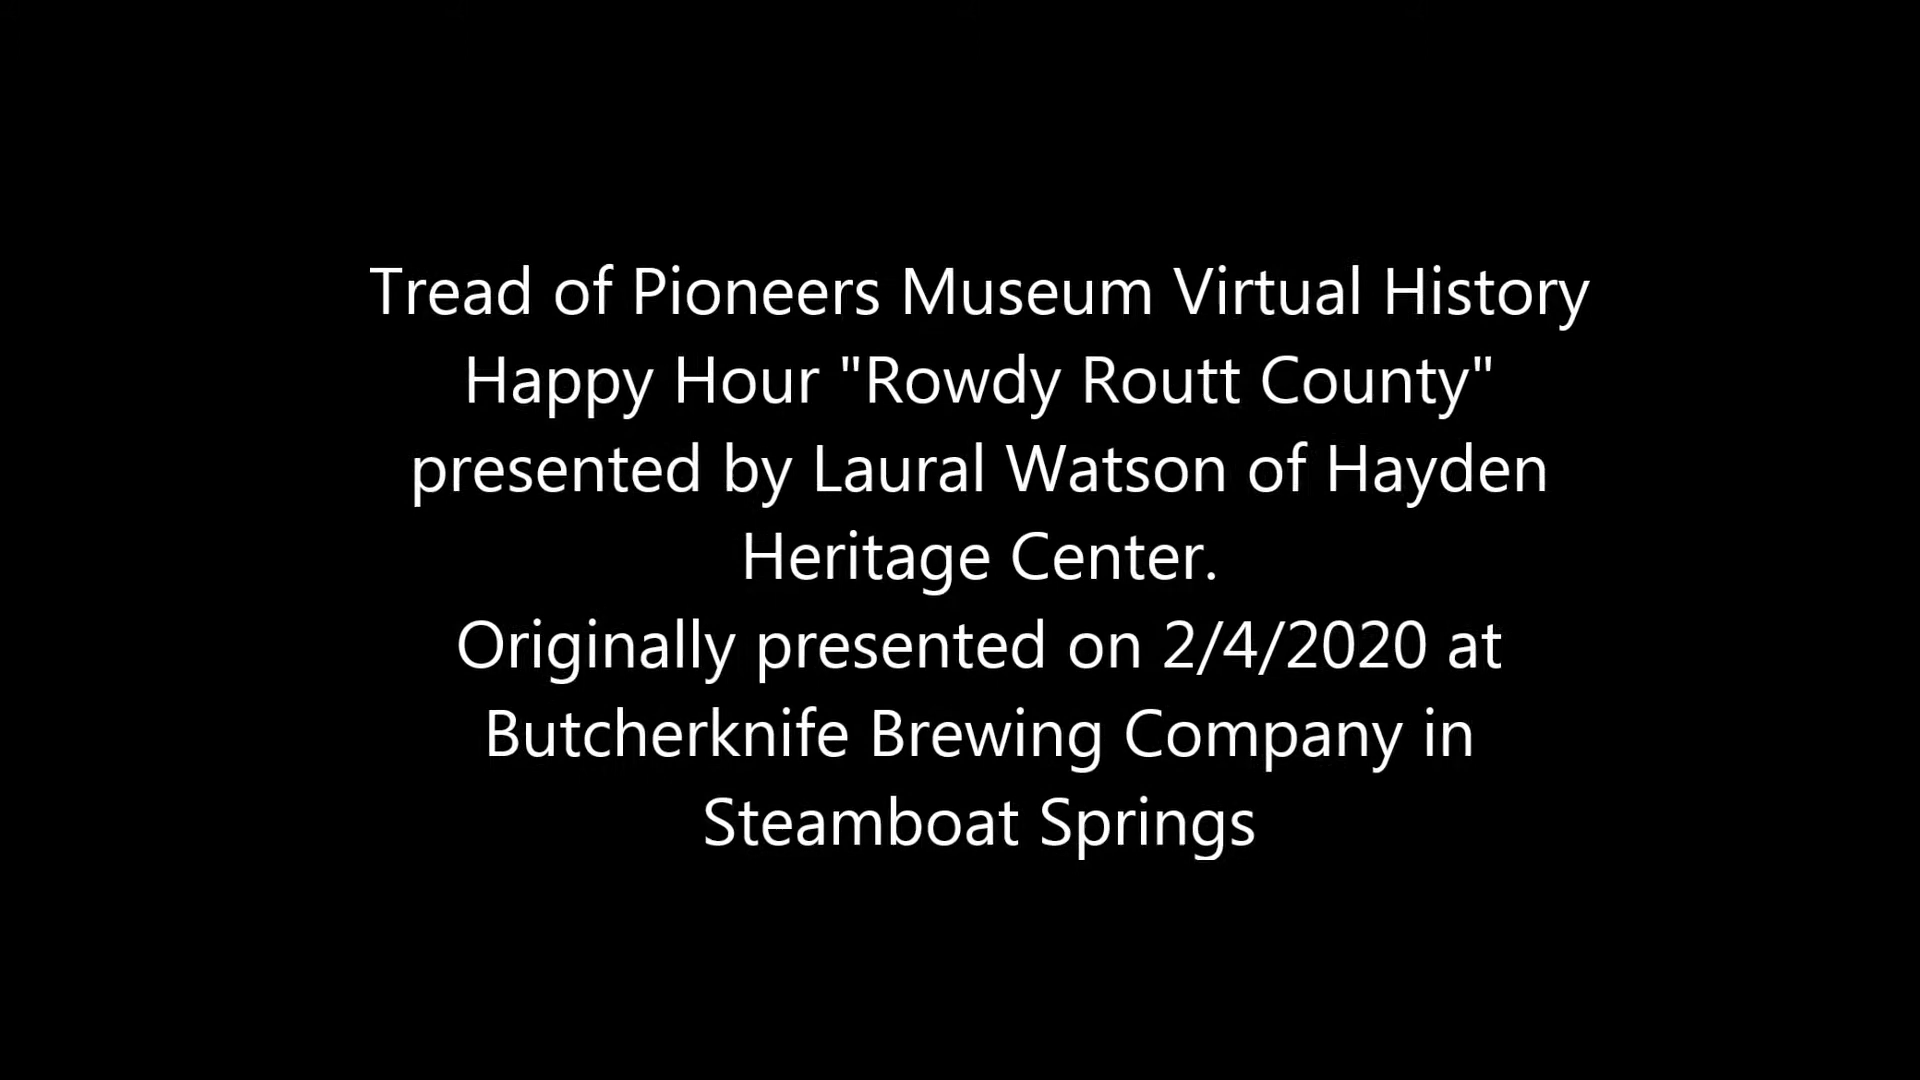 Tread of Pioneers Museum Virtual History
Happy Hour "Rowdy Routt County"
presented by Laural Watson of Hayden
Heritage Center.
Originally presented on 2/4/2020 at
Butcherknife Brewing Company in
Steamboat Springs